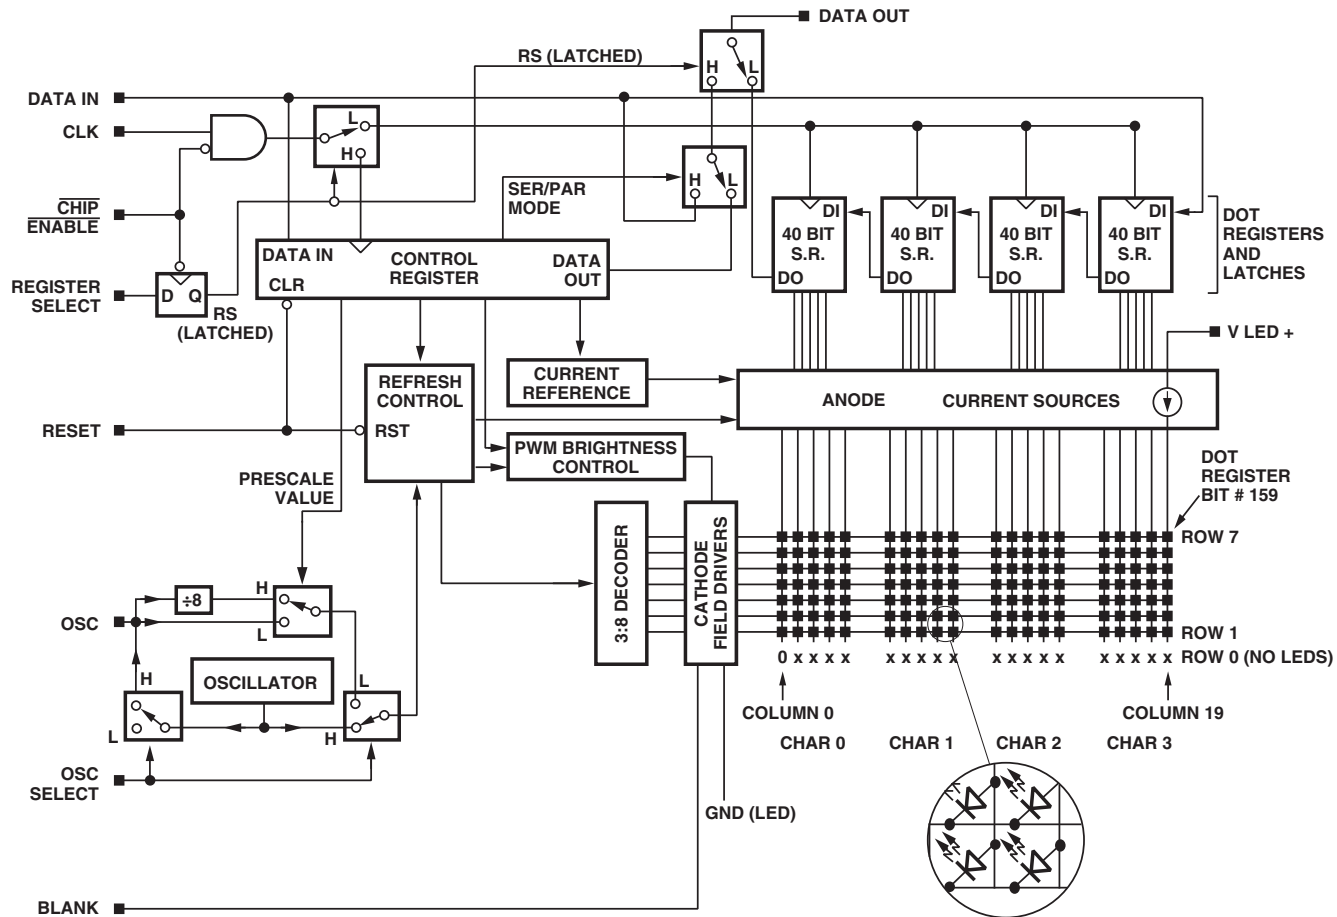 DATA OUT
RS (LATCHED)
H
L
DATA IN
CLK
L
H
H
L
SER/PAR
MODE
CHIP
ENABLE
DI
40 BIT
S.R.
DO
DI
40 BIT
S.R.
DO
DI
40 BIT
S.R.
DO
DI
40 BIT
S.R.
DO
DOT
REGISTERS
AND
LATCHES
DATA IN
CONTROL
REGISTER
DATA
OUT
CLR
REGISTER
SELECT
D Q
RS
(LATCHED)
V LED +
REFRESH
CONTROL
RST
CURRENT
REFERENCE
ANODE
CURRENT SOURCES
RESET
PWM BRIGHTNESS
CONTROL
PRESCALE
VALUE
DOT
REGISTER
BIT # 159
3:8 DECODER
CATHODE
FIELD DRIVERS
ROW 7
ROW 1
0 x x x x
x x x x x
x x x x x
x x x x x
ROW 0 (NO LEDS)
÷8
H
L
OSC
OSCILLATOR
H
L
L
H
OSC
SELECT
COLUMN 0
COLUMN 19
CHAR 0
CHAR 1
CHAR 2
CHAR 3
GND (LED)
BLANK